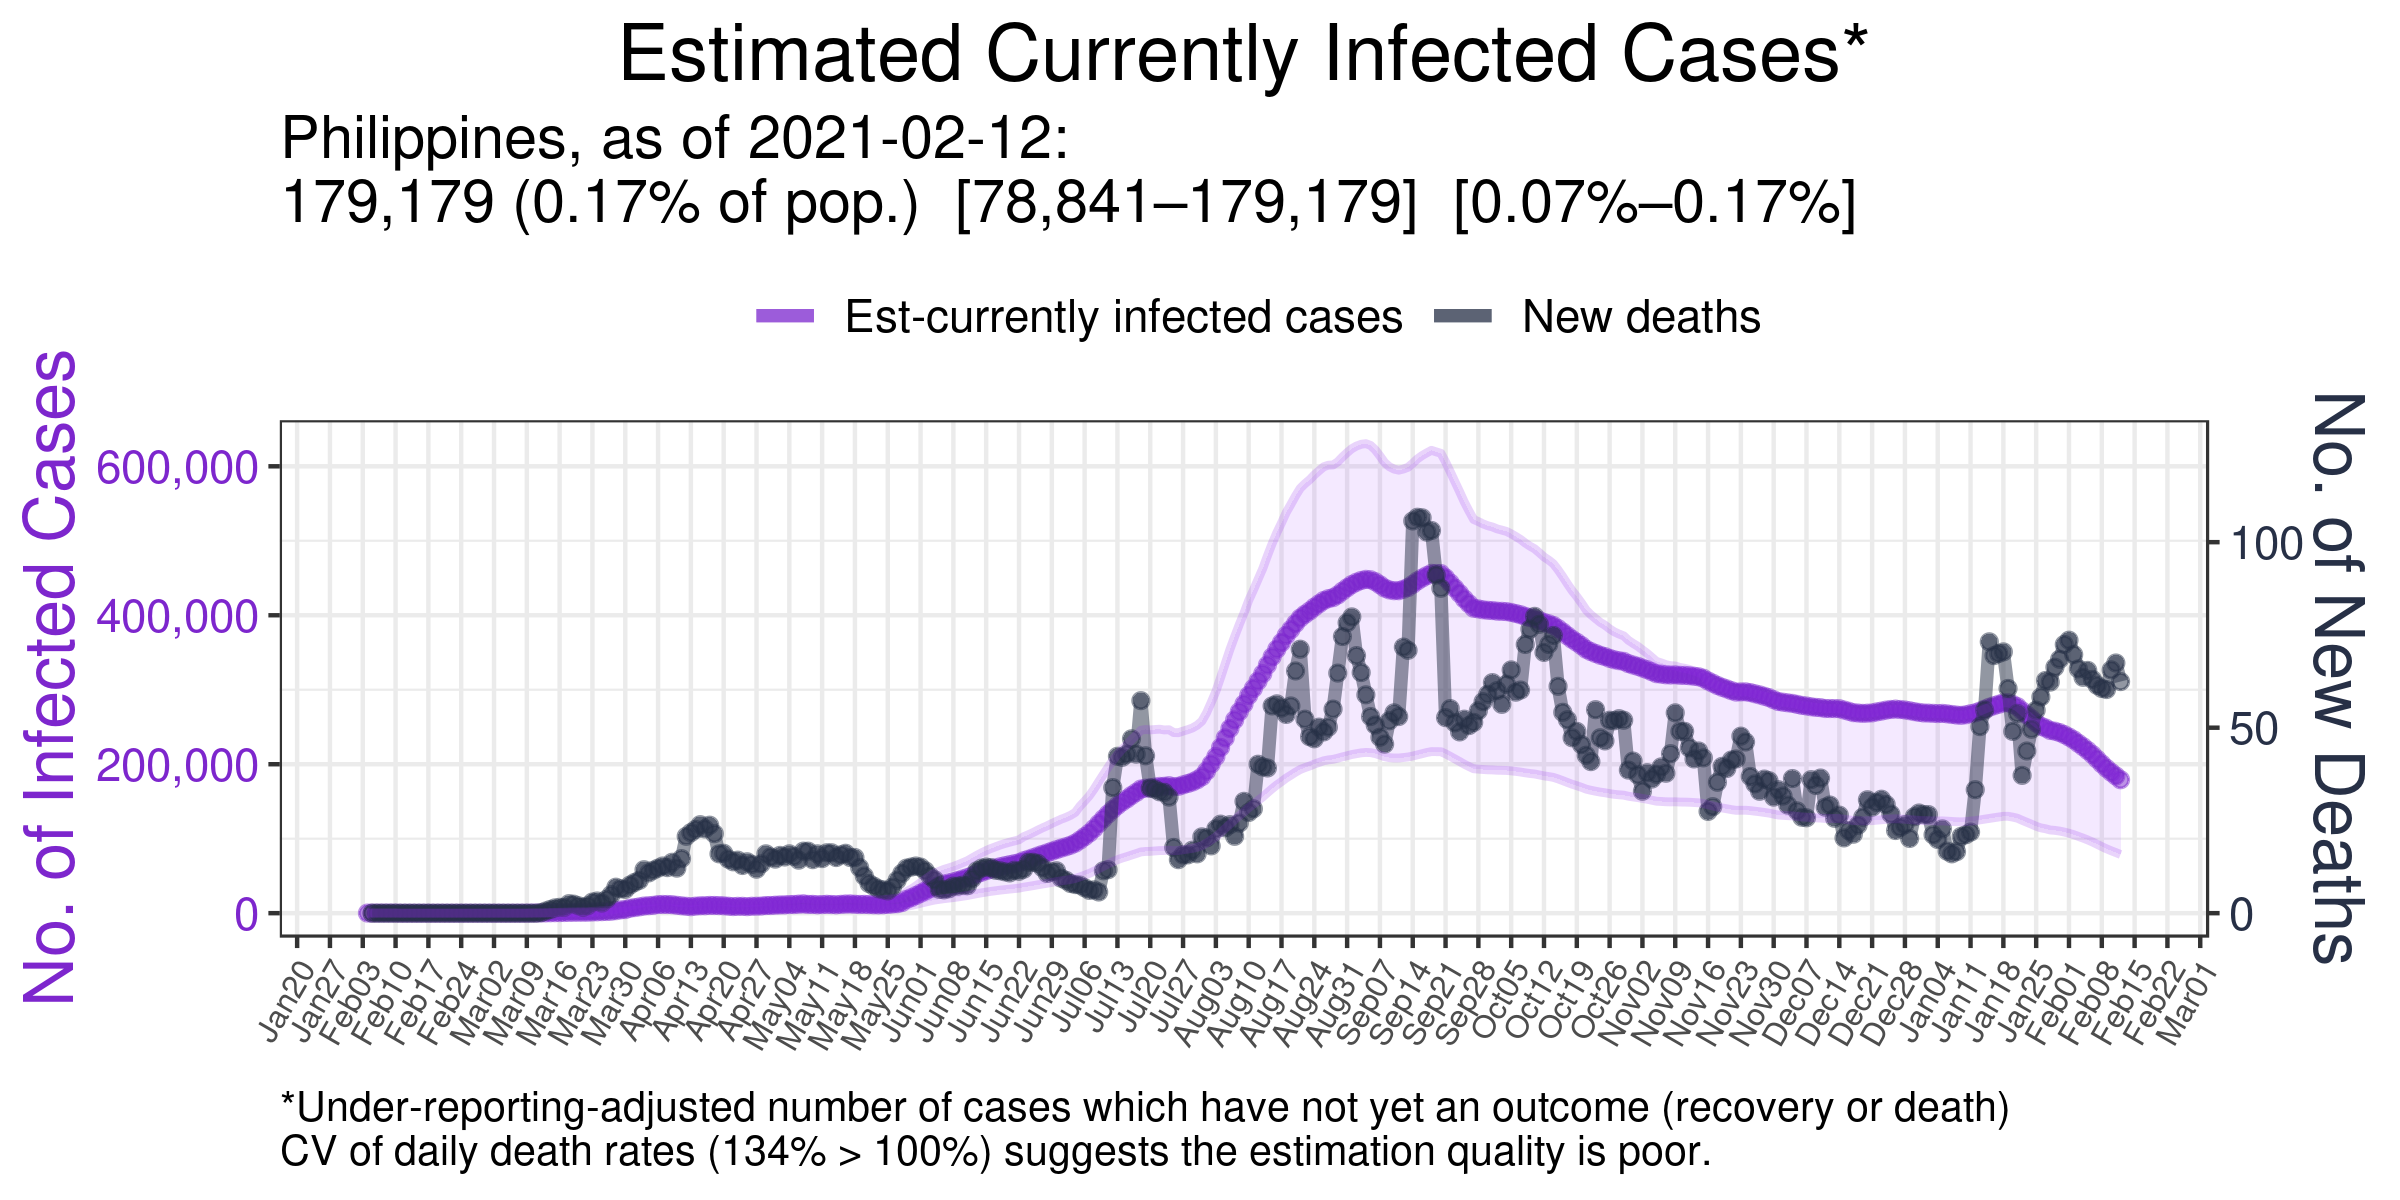 Estimated Currently Infected Cases*
Philippines, as of 2021-02-12:
179,179 (0.17% of pop.)  [78,841–179,179]  [0.07%–0.17%]
Est-currently infected cases
New deaths
No. of Infected Cases
600,000
400,000
200,000
0
No. of New Deaths
100
50
0
Jan20
Jan27
Feb03
Feb10
Feb17
Feb24
Mar02
Mar09
Mar16
Mar23
Mar30
Apr06
Apr13
Apr20
Apr27
May04
May11
May18
May25
Jun01
Jun08
Jun15
Jun22
Jun29
Jul06
Jul13
Jul20
Jul27
Aug03
Aug10
Aug17
Aug24
Aug31
Sep07
Sep14
Sep21
Sep28
Oct05
Oct12
Oct19
Oct26
Nov02
Nov09
Nov16
Nov23
Nov30
Dec07
Dec14
Dec21
Dec28
Jan04
Jan11
Jan18
Jan25
Feb01
Feb08
Feb15
Feb22
Mar01
*Under-reporting-adjusted number of cases which have not yet an outcome (recovery or death)
CV of daily death rates (134% > 100%) suggests the estimation quality is poor.